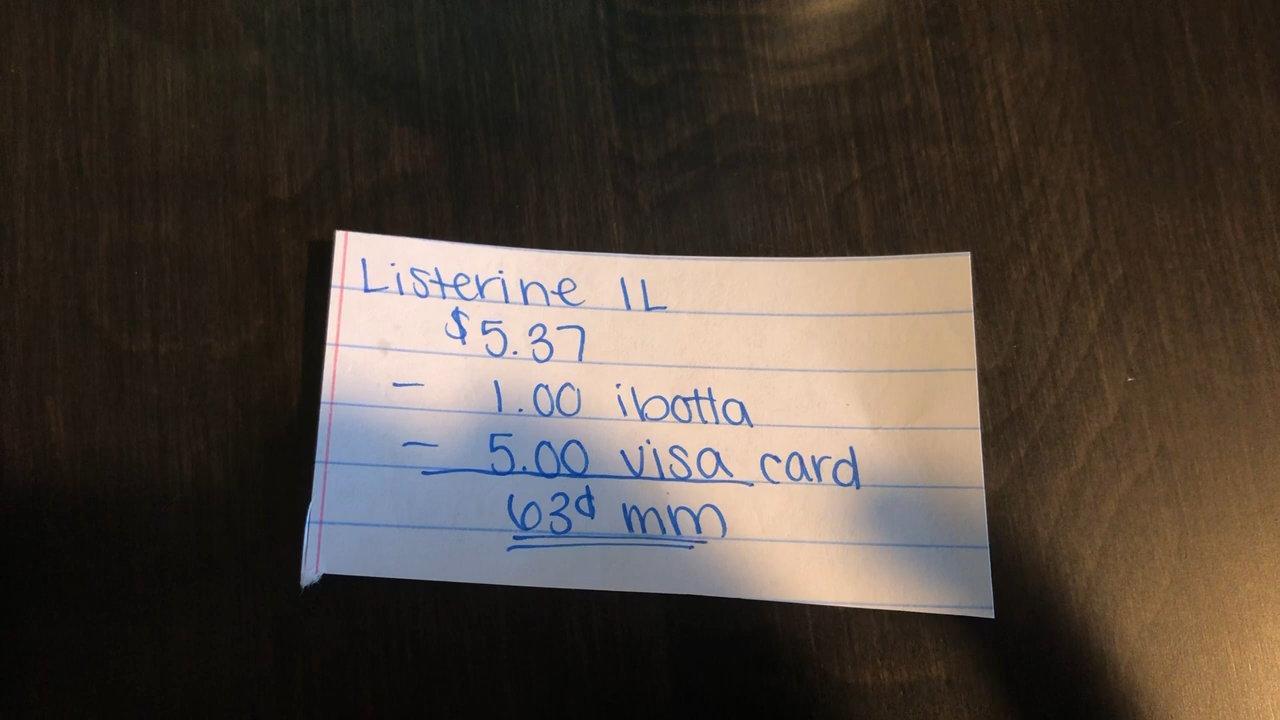 Listerine 1L
$5.37
- 1.00 ibotta
- 5.00 visa card
63¢ mm